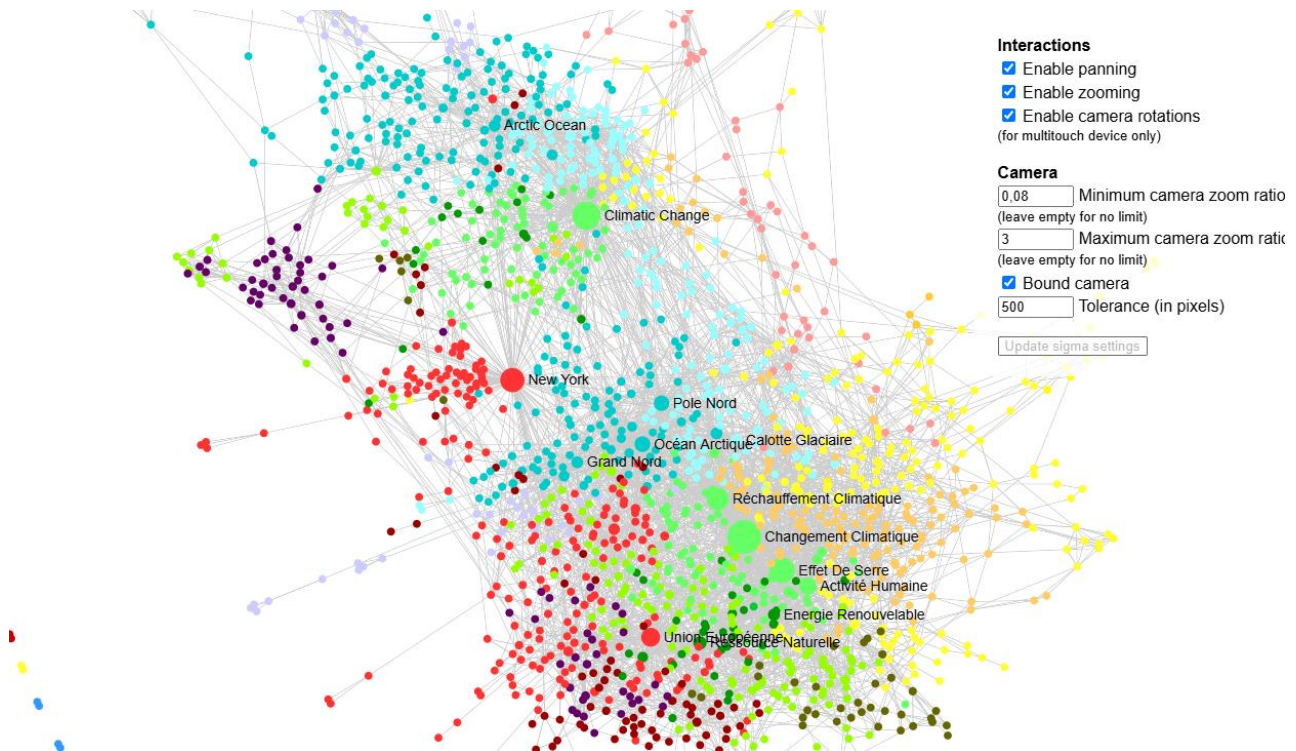 Arctic Ocean
Climatic Change
New York
Pole Nord
Calotte Glaciaire
Océan Arctique
Grand Nord
Réchauffement Climatique
Changement Climatique
Effet De Serre
Activité Humaine
Energie Renouvelable
Union Européenne
Ressource Naturelle
Interactions
Enable panning
Enable zooming
Enable camera rotations
(for multitouch device only)
Camera
0,08 Minimum camera zoom ratio
(leave empty for no limit)
3 Maximum camera zoom ratio
(leave empty for no limit)
Bound camera
500 Tolerance (in pixels)
Update sigma settings